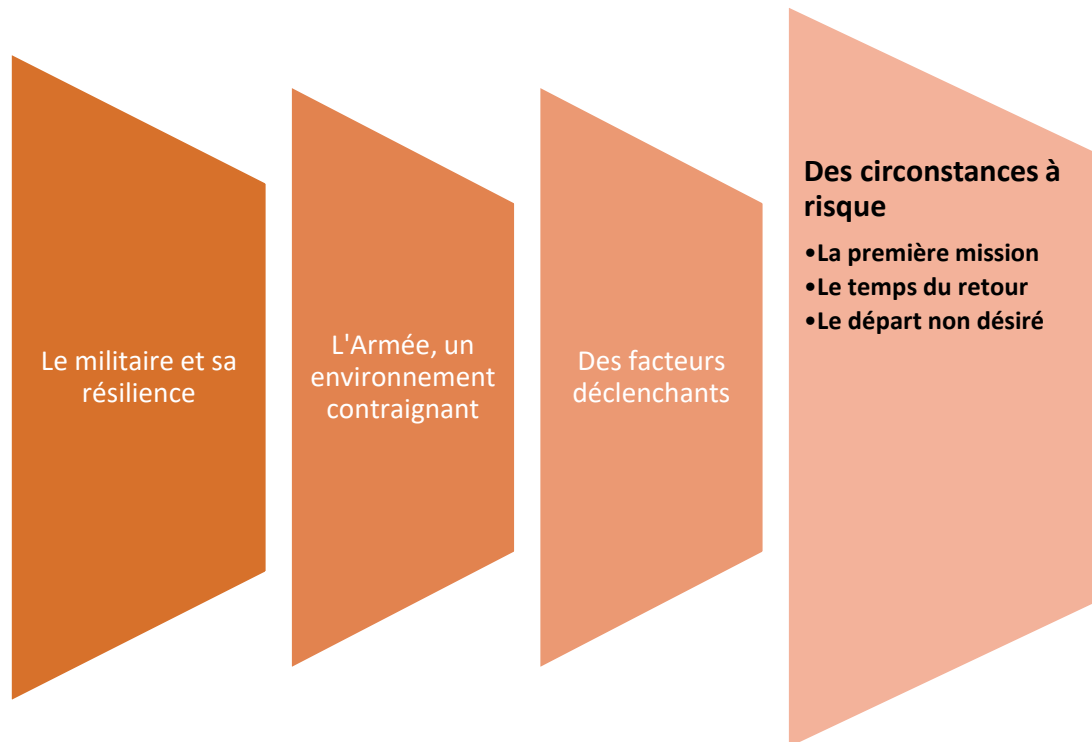 Le militaire et sa
résilience
L'Armée, un
environnement
contraignant
Des facteurs
déclenchants
Des circonstances à
risque
•La première mission
•Le temps du retour
•Le départ non désiré